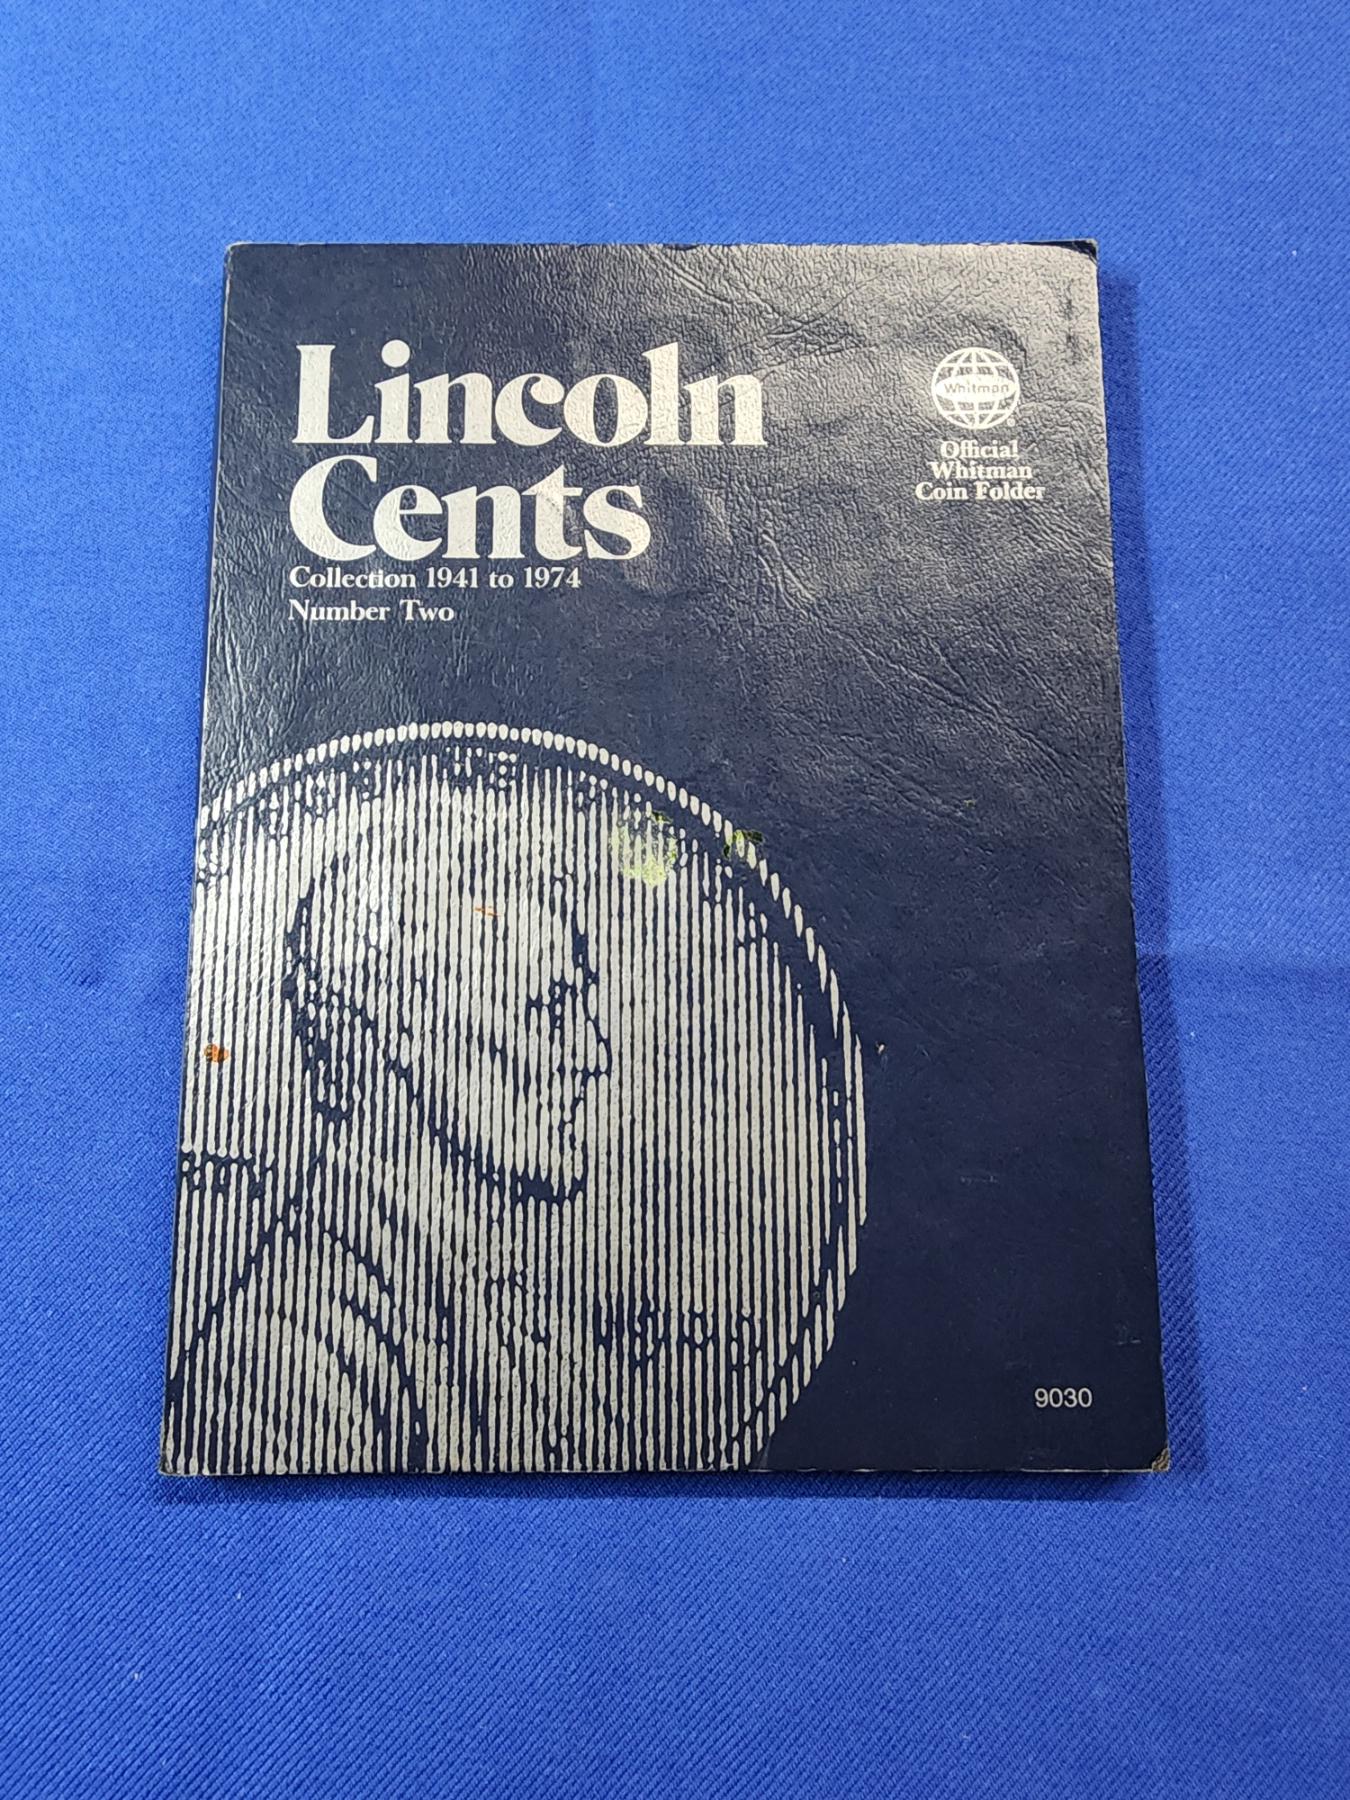 Lincoln
Cents
Collection 1941 to 1974
Number Two
Whitman
Official
Whitman
Coin Folder
9030